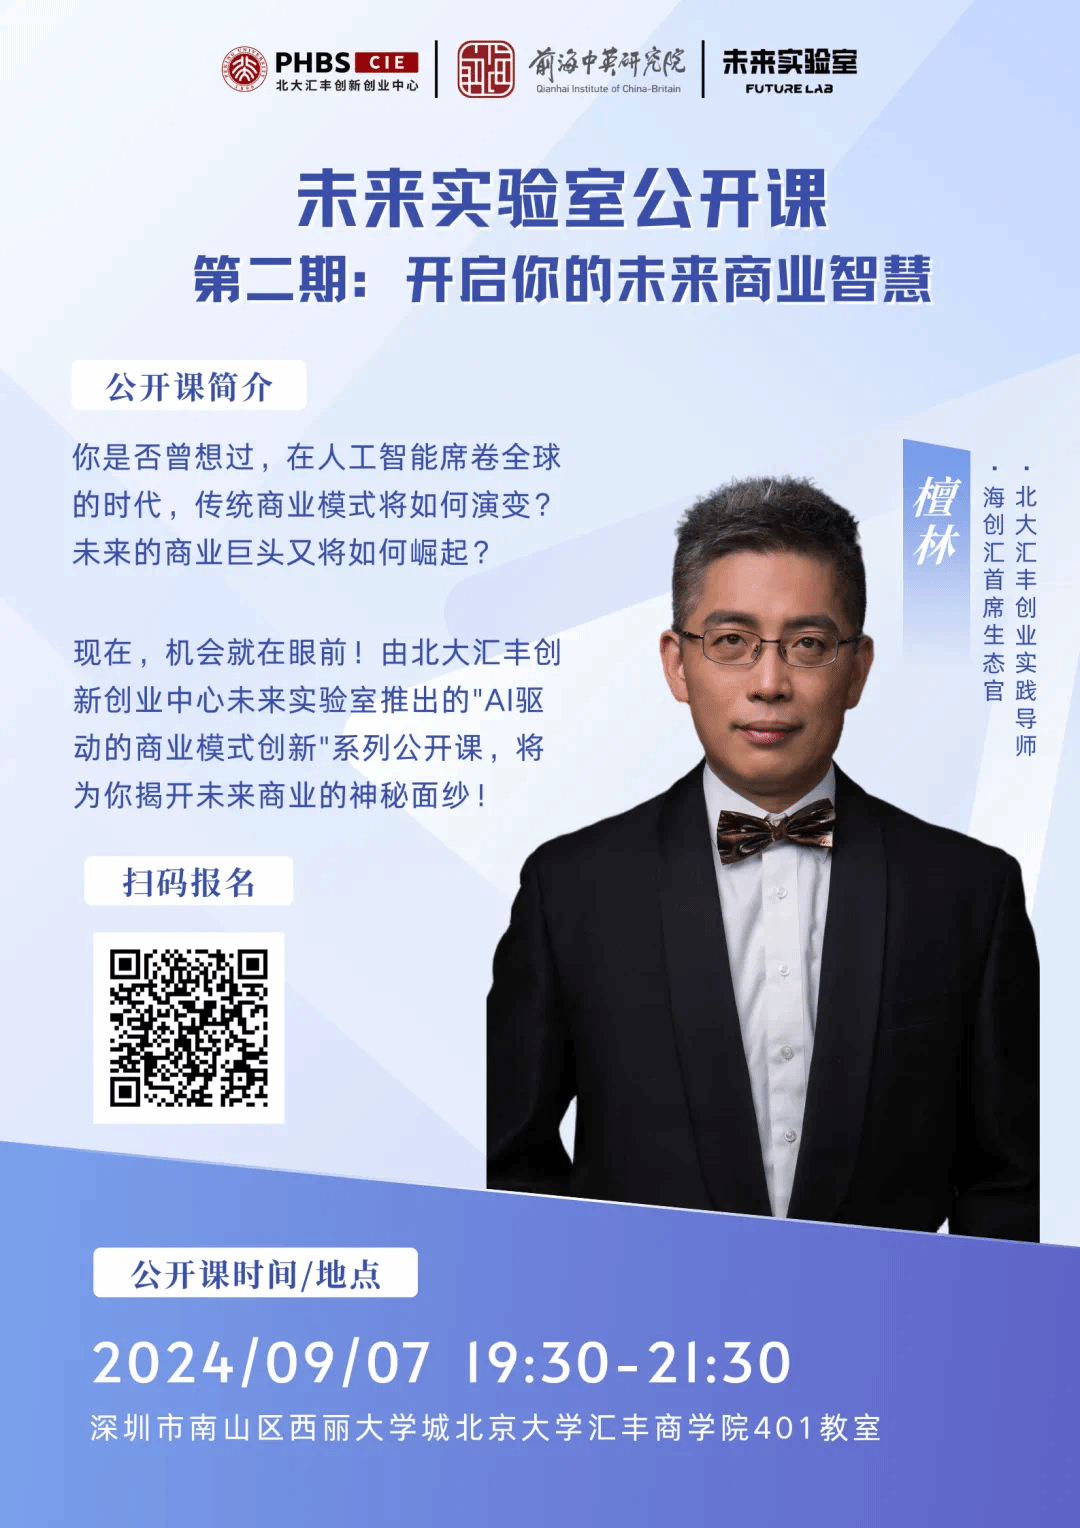 PHBS CIE
北大汇丰创新创业中心
前海中英研究院
Qianhai Institute of China-Britain
未来实验室
FUTURE LAB
未来实验室公开课
第二期：开启你的未来商业智慧
公开课简介
你是否曾想过，在人工智能席卷全球
的时代，传统商业模式将如何演变？
未来的商业巨头又将如何崛起？
现在，机会就在眼前！由北大汇丰创
新创业中心未来实验室推出的"AI驱
动的商业模式创新"系列公开课，将
为你揭开未来商业的神秘面纱！
檀林
·北大汇丰创业实践导师
·海创汇首席生态官
扫码报名
公开课时间/地点
2024/09/07 19:30-21:30
深圳市南山区西丽大学城北京大学汇丰商学院401教室